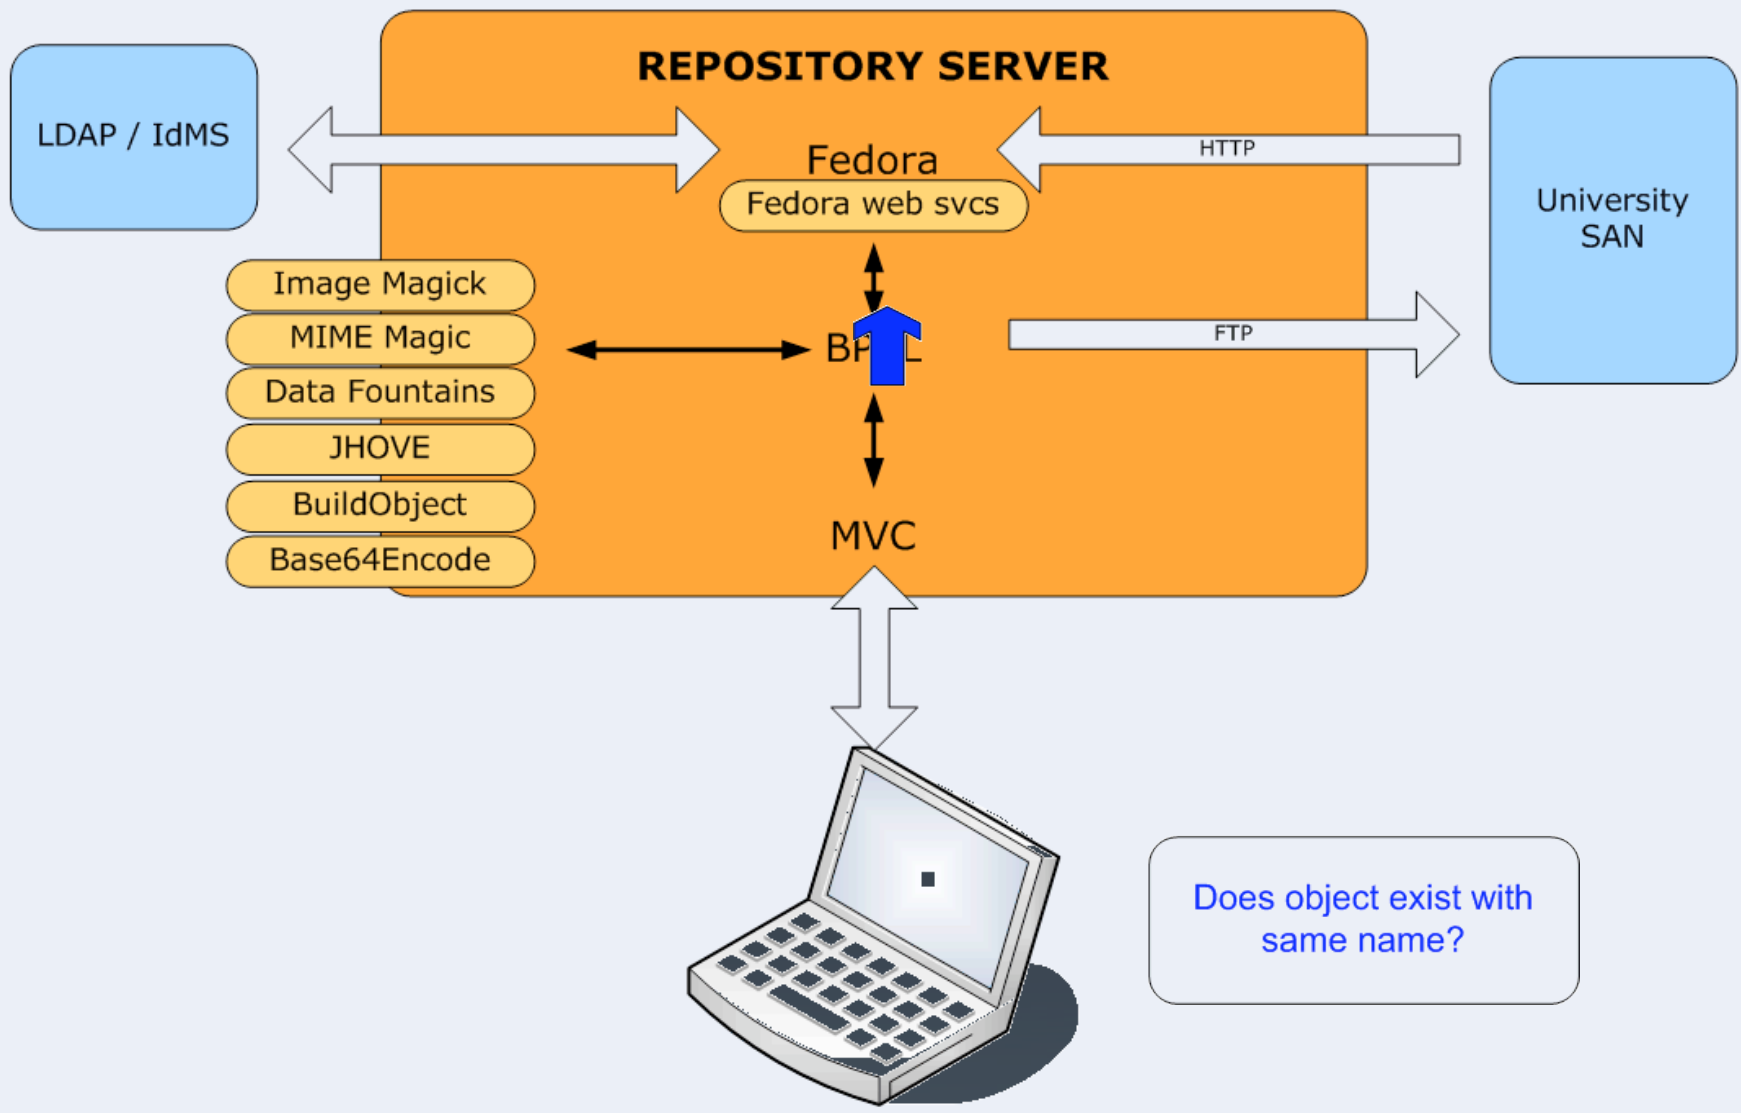 REPOSITORY SERVER
LDAP / IdMS
Fedora
Fedora web svcs
HTTP
University
SAN
Image Magick
MIME Magic
Data Fountains
JHOVE
BuildObject
Base64Encode
FTP
MVC
Does object exist with
same name?